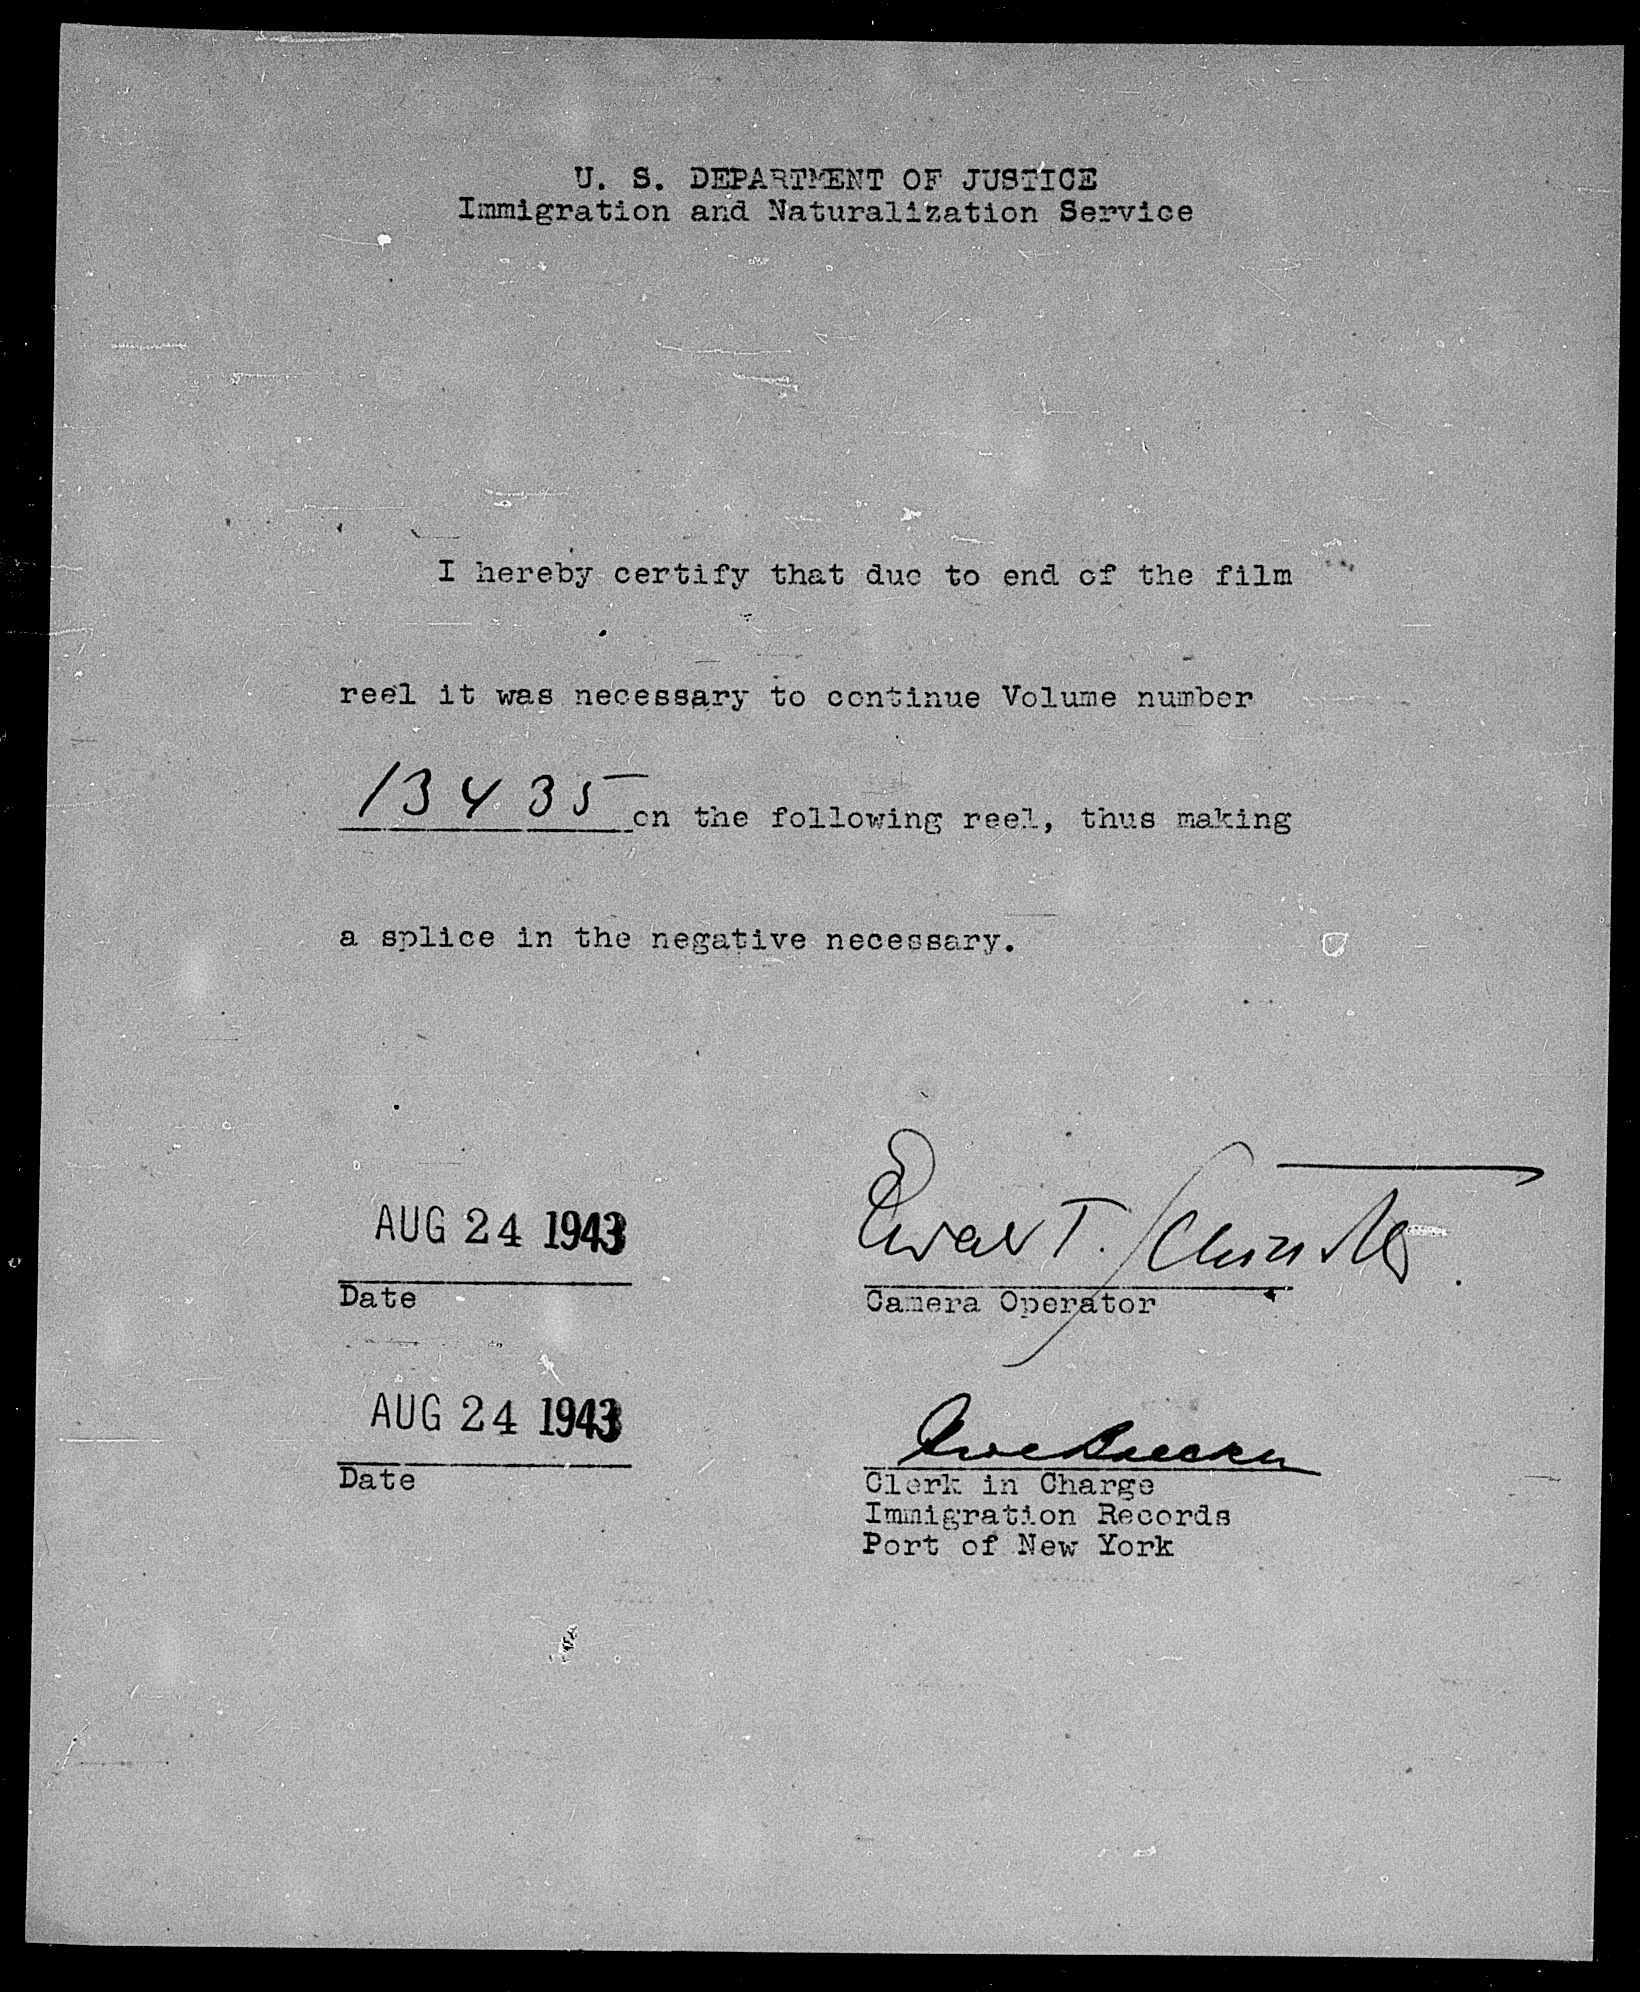 U. S. DEPARTMENT OF JUSTICE
Immigration and Naturalization Service
I hereby certify that due to end of the film
reel it was necessary to continue Volume number
13435 on the following reel, thus making
a splice in the negative necessary.
AUG 24 1943
Date
T.
Camera Operator
AUG 24 1943
Date
Clerk in Charge
Immigration Records
Port of New York